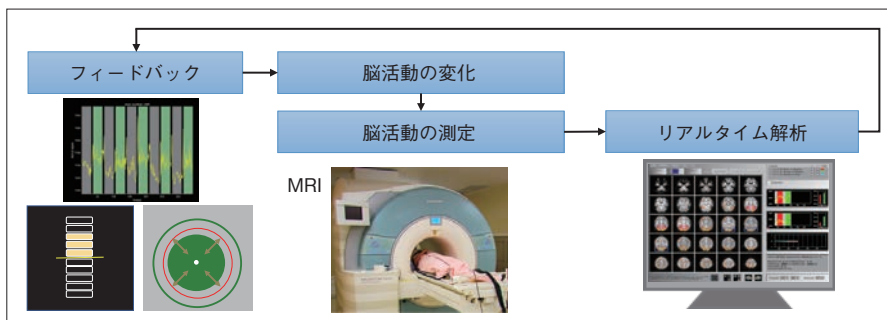 フィードバック
脳活動の変化
脳活動の測定
リアルタイム解析
MRI